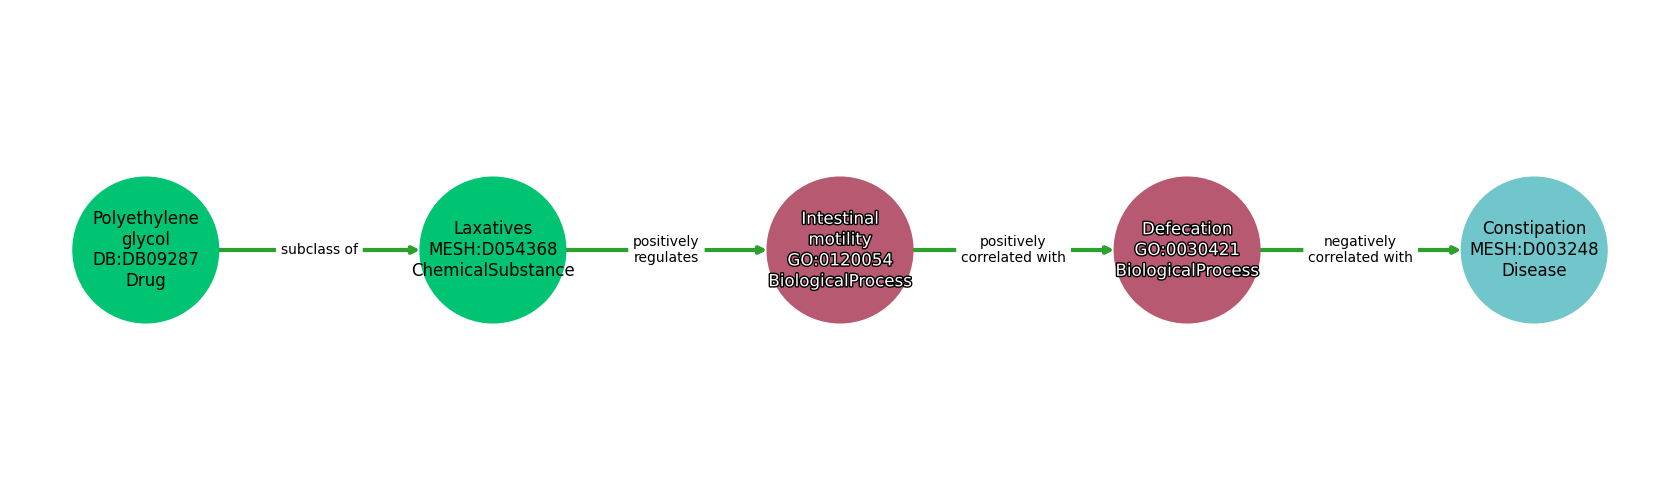 Polyethylene
glycol
DB:DB09287
Drug
subclass of
Laxatives
MESH:D054368
ChemicalSubstance
positively
regulates
Intestinal
motility
GO:0120054
BiologicalProcess
positively
correlated with
Defecation
GO:0030421
BiologicalProcess
negatively
correlated with
Constipation
MESH:D003248
Disease